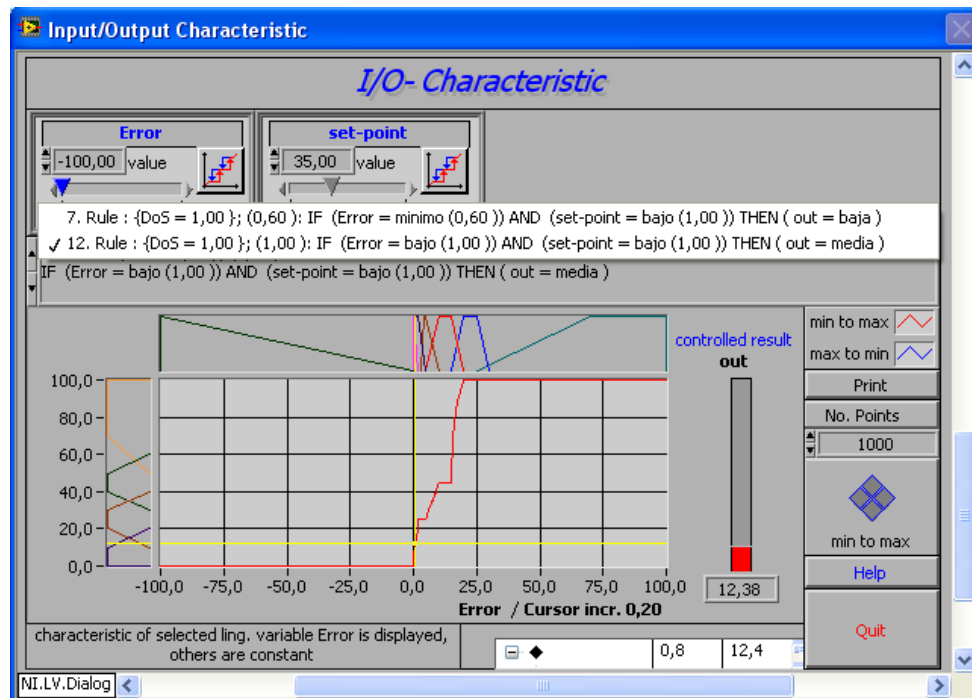 Input/Output Characteristic
I/O- Characteristic
Error
set-point
-100,00 value
35,00 value
7. Rule : {DoS = 1,00 }; (0,60 ): IF (Error = minimo (0,60 )) AND (set-point = bajo (1,00 )) THEN ( out = baja )
✓ 12. Rule : {DoS = 1,00 }; (1,00 ): IF (Error = bajo (1,00 )) AND (set-point = bajo (1,00 )) THEN ( out = media )
IF (Error = bajo (1,00 )) AND (set-point = bajo (1,00 )) THEN ( out = media )
min to max
max to min
controlled result
out
Print
No. Points
1000
min to max
Help
Quit
100,0
80,0
60,0
40,0
20,0
0,0
-100,0 -75,0 -50,0 -25,0 0,0 25,0 50,0 75,0 100,0
12,38
Error / Cursor incr. 0,20
characteristic of selected ling. variable Error is displayed,
others are constant
0,8 12,4
NI.LV.Dialog